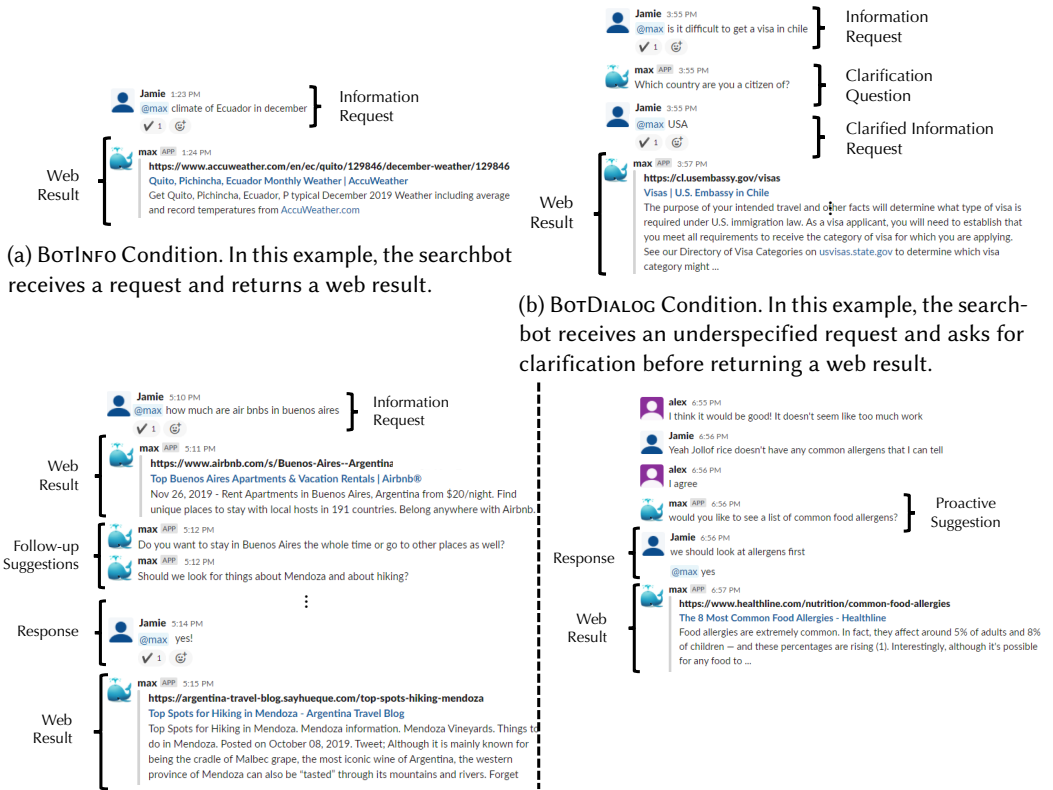 Jamie 1:23 PM
@max climate of Ecuador in december
1
Information
Request
max APP 1:24 PM
https://www.accuweather.com/en/ec/quito/129846/december-weather/129846
Quito, Pichincha, Ecuador Monthly Weather | AccuWeather
Get Quito, Pichincha, Ecuador, P typical December 2019 Weather including average
and record temperatures from AccuWeather.com
Web
Result
(a) BotInfo Condition. In this example, the searchbot
receives a request and returns a web result.
Jamie 3:55 PM
@max is it difficult to get a visa in chile
1
Information
Request
max APP 3:55 PM
Which country are you a citizen of?
Clarification
Question
Jamie 3:55 PM
@max USA
1
Clarified Information
Request
max APP 3:57 PM
https://cl.usembassy.gov/visas
Visas | U.S. Embassy in Chile
The purpose of your intended travel and other facts will determine what type of visa is
required under U.S. immigration law. As a visa applicant, you will need to establish that
you meet all requirements to receive the category of visa for which you are applying.
See our Directory of Visa Categories on usvisas.state.gov to determine which visa
category might ...
Web
Result
(b) BotDialog Condition. In this example, the search-
bot receives an underspecified request and asks for
clarification before returning a web result.
Jamie 5:10 PM
@max how much are air bnbs in buenos aires
1
Information
Request
max APP 5:11 PM
https://www.airbnb.com/s/Buenos-Aires--Argentina
Top Buenos Aires Apartments & Vacation Rentals | Airbnb®
Nov 26, 2019 - Rent Apartments in Buenos Aires, Argentina from $20/night. Find
unique places to stay with local hosts in 191 countries. Belong anywhere with Airbnb.
Web
Result
max APP 5:12 PM
Do you want to stay in Buenos Aires the whole time or go to other places as well?
max APP 5:12 PM
Should we look for things about Mendoza and about hiking?
Follow-up
Suggestions
Jamie 5:14 PM
@max yes!
1
Response
max APP 5:15 PM
https://argentina-travel-blog.sayhueque.com/top-spots-hiking-mendoza
Top Spots for Hiking in Mendoza - Argentina Travel Blog
Top Spots for Hiking in Mendoza. Mendoza information. Mendoza Vineyards. Things to
do in Mendoza. Posted on October 08, 2019. Tweet; Although it is mainly known for
being the cradle of Malbec grape, the most iconic wine of Argentina, the western
province of Mendoza can also be “tasted” through its mountains and rivers. Forget
Web
Result
alex 6:55 PM
I think it would be good! It doesn't seem like too much work
Jamie 6:56 PM
Yeah Jollof rice doesn't have any common allergens that I can tell
alex 6:56 PM
I agree
max APP 6:56 PM
would you like to see a list of common food allergens?
Proactive
Suggestion
Jamie 6:56 PM
we should look at allergens first
@max yes
Response
max APP 6:57 PM
https://www.healthline.com/nutrition/common-food-allergies
The 8 Most Common Food Allergies - Healthline
Food allergies are extremely common. In fact, they affect around 5% of adults and 8%
of children — and these percentages are rising (1). Interestingly, although it's possible
for any food to ...
Web
Result